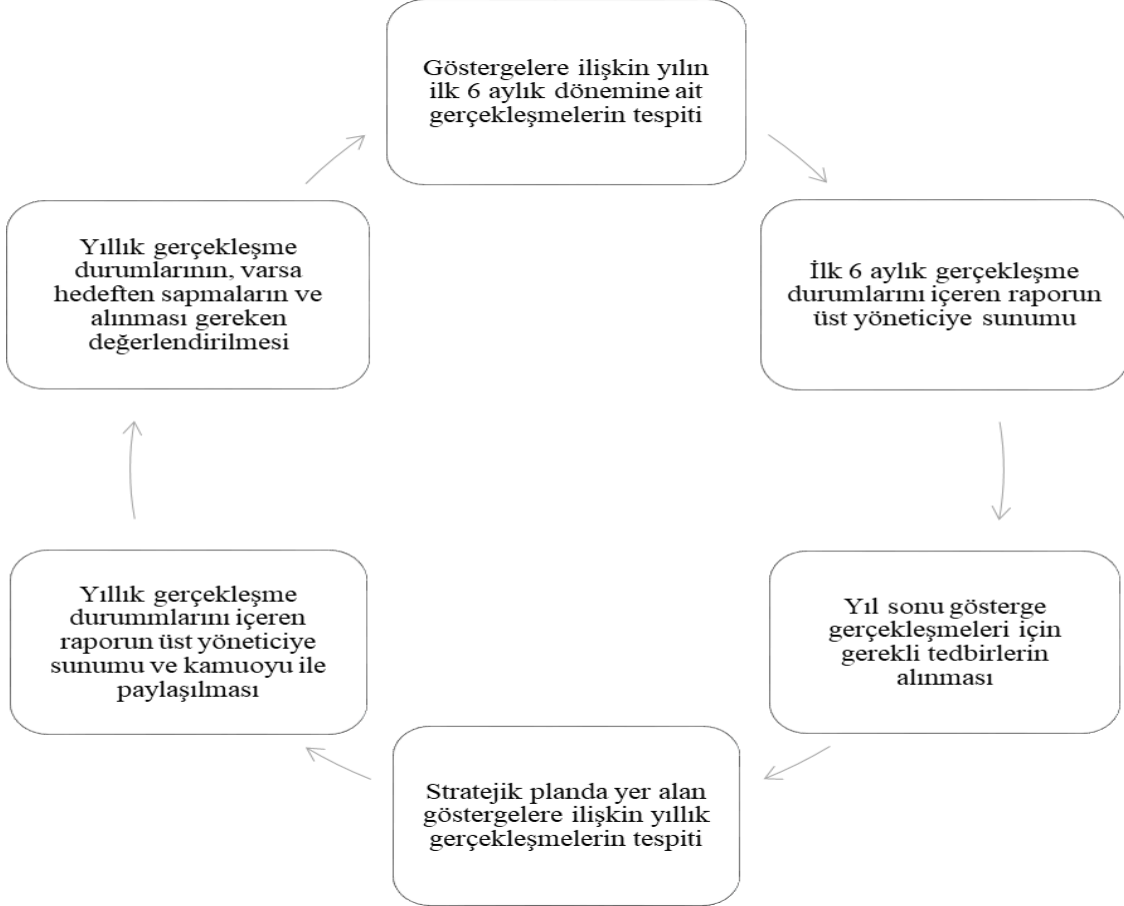 Göstergelere ilişkin yılın
ilk 6 aylık dönemine ait
gerçekleşmelerin tespiti
İlk 6 aylık gerçekleşme
durumlarını içeren raporun
üst yöneticiye sunumu
Yıl sonu gösterge
gerçekleşmeleri için
gerekli tedbirlerin
alınması
Stratejik planda yer alan
göstergelere ilişkin yıllık
gerçekleşmelerin tespiti
Yıllık gerçekleşme
durummlarını içeren
raporun üst yöneticiye
sunumu ve kamuoyu ile
paylaşılması
Yıllık gerçekleşme
durumlarının, varsa
hedeften sapmaların ve
alınması gereken
değerlendirilmesi